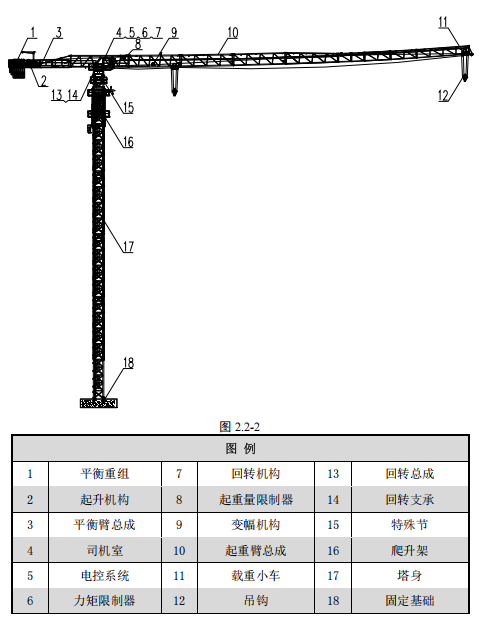 1 3 4 5 6 7 9 10 11
8
2
12
13 14
15
16
17
18
图 2.2-2
图 例
1 平衡重组 7 回转机构 13 回转总成
2 起升机构 8 起重量限制器 14 回转支承
3 平衡臂总成 9 变幅机构 15 特殊节
4 司机室 10 起重臂总成 16 爬升架
5 电控系统 11 载重小车 17 塔身
6 力矩限制器 12 吊钩 18 固定基础